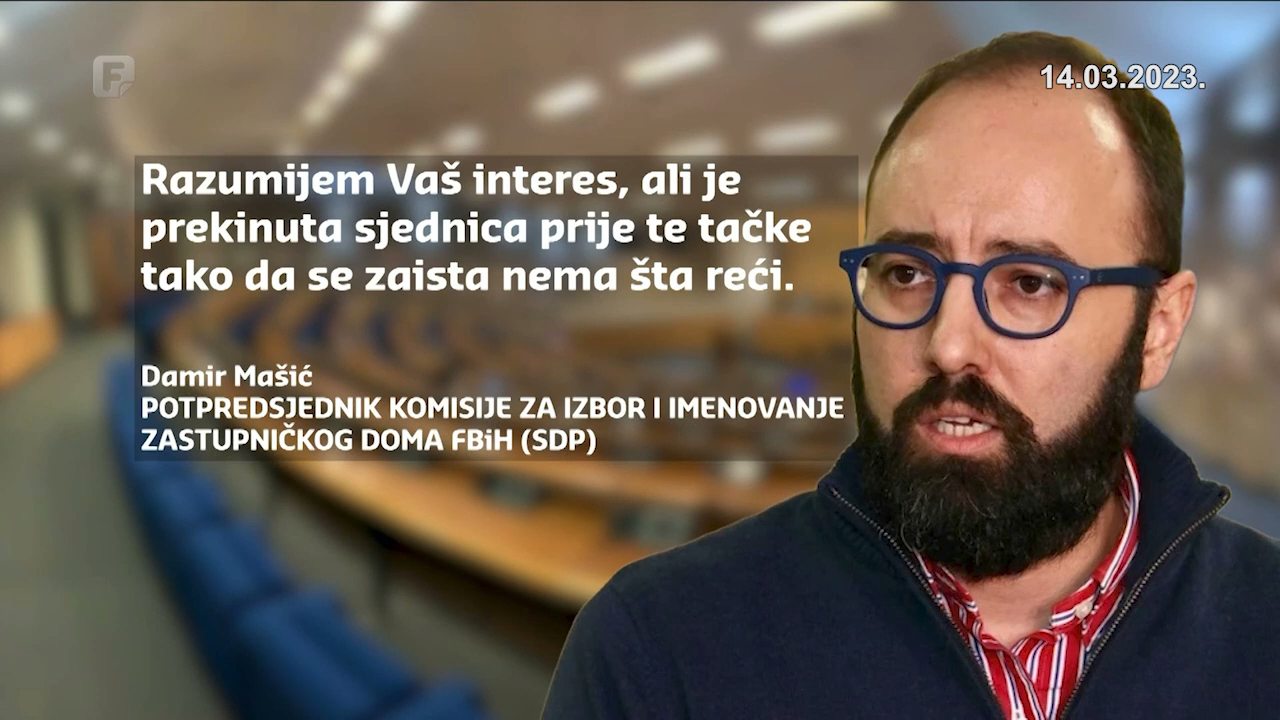 F
14.03.2023.
Razumijem Vaš interes, ali je
prekinuta sjednica prije te tačke
tako da se zaista nema šta reći.
Damir Mašić
POTPREDSJEDNIK KOMISIJE ZA IZBOR I IMENOVANJE
ZASTUPNIČKOG DOMA FBiH (SDP)